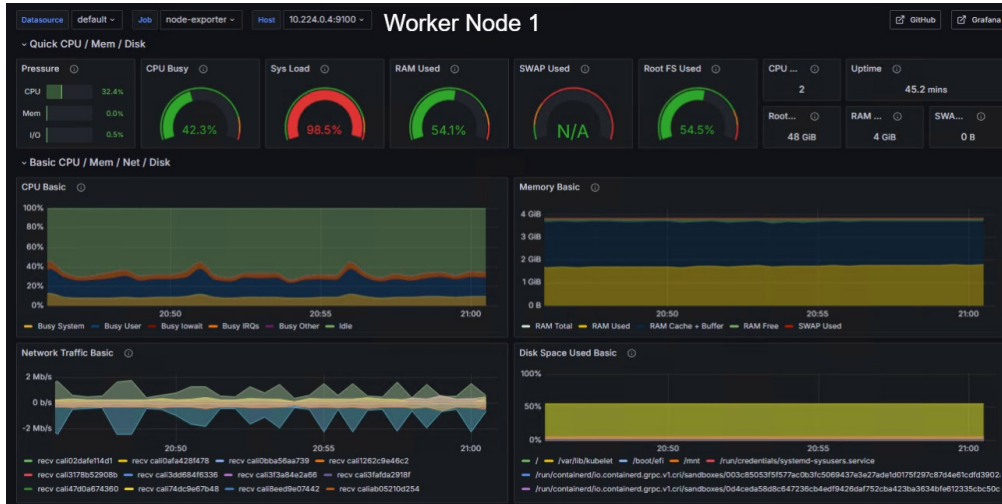 Datasource default Job node-exporter Host 10.224.0.4:9100 Worker Node 1 GitHub Grafana
Quick CPU / Mem / Disk
Pressure CPU Busy Sys Load RAM Used SWAP Used Root FS Used CPU ... Uptime
CPU 32.4%
Mem 0.0%
I/O 0.5%
42.3% 98.5% 54.1% N/A 54.5%
2 45.2 mins
Root... RAM ... SWA...
48 GiB 4 GiB 0 B
Basic CPU / Mem / Net / Disk
CPU Basic
100%
80%
60%
40%
20%
0%
20:50 20:55 21:00
Busy System Busy User Busy Iowait Busy IRQs Busy Other Idle
Memory Basic
4 GiB
3 GiB
2 GiB
1 GiB
0 B
20:50 20:55 21:00
RAM Total RAM Used RAM Cache + Buffer RAM Free SWAP Used
Network Traffic Basic
2 Mb/s
0 b/s
-2 Mb/s
20:50 20:55 21:00
recv cali02dafe114d1 recv cali0afa428f478 recv cali0bba56aa739 recv cali1262c9e46c2
recv cali3178b52908b recv cali3dd684f6336 recv cali3f3a84e2a66 recv cali3fafda2918f
recv cali47d0e674360 recv cali74dc9e67b48 recv cali8eed9e07442 recv caliab05210d254
Disk Space Used Basic
100%
50%
0%
20:50 20:55 21:00
/ /var/lib/kubelet /boot/efi /mnt /run/credentials/systemd-sysusers.service